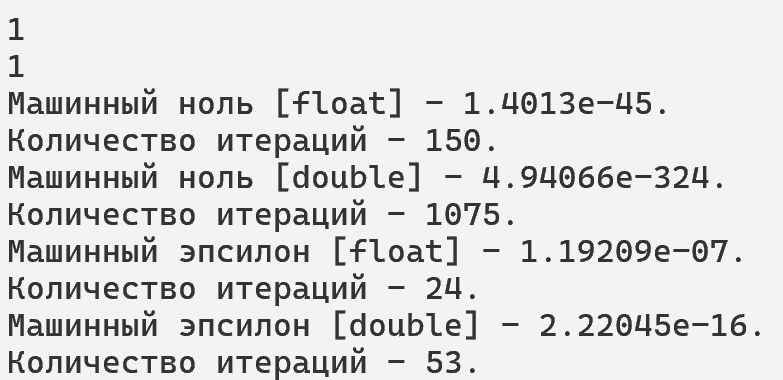 1
1
Машинный ноль [float] - 1.4013e-45.
Количество итераций - 150.
Машинный ноль [double] - 4.94066e-324.
Количество итераций - 1075.
Машинный эпсилон [float] - 1.19209e-07.
Количество итераций - 24.
Машинный эпсилон [double] - 2.22045e-16.
Количество итераций - 53.